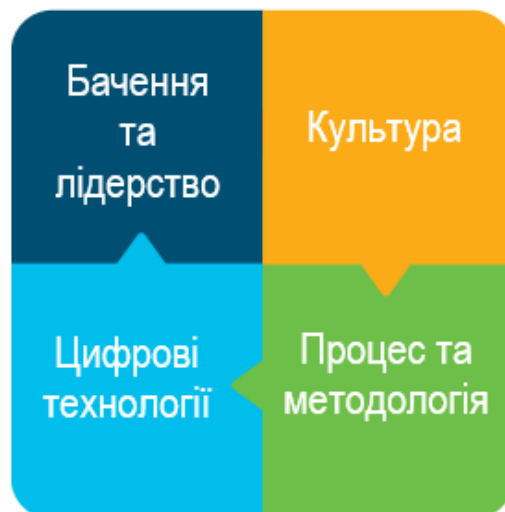 Бачення
та
лідерство
Культура
Цифрові
технології
Процес та
методологія